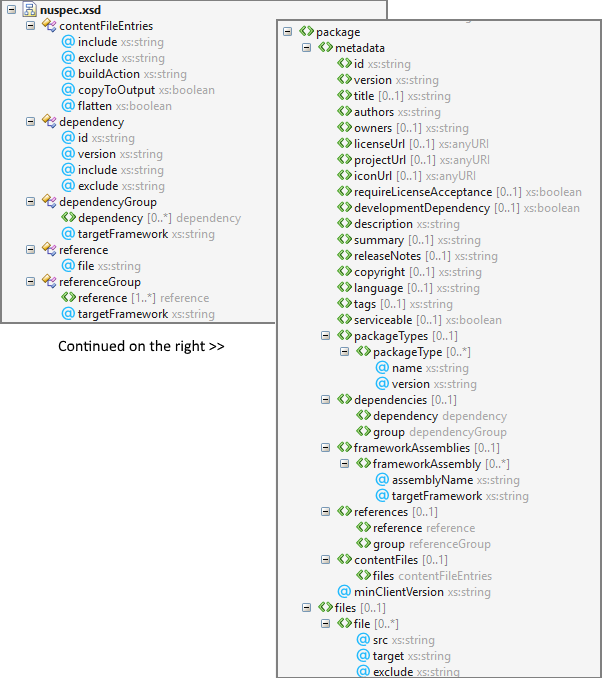 nuspec.xsd
contentFileEntries
include xs:string
exclude xs:string
buildAction xs:string
copyToOutput xs:boolean
flatten xs:boolean
dependency
id xs:string
version xs:string
include xs:string
exclude xs:string
dependencyGroup
dependency [0..*] dependency
targetFramework xs:string
reference
file xs:string
referenceGroup
reference [1..*] reference
targetFramework xs:string
Continued on the right >>
package
metadata
id xs:string
version xs:string
title [0..1] xs:string
authors xs:string
owners [0..1] xs:string
licenseUrl [0..1] xs:anyURI
projectUrl [0..1] xs:anyURI
iconUrl [0..1] xs:anyURI
requireLicenseAcceptance [0..1] xs:boolean
developmentDependency [0..1] xs:boolean
description xs:string
summary [0..1] xs:string
releaseNotes [0..1] xs:string
copyright [0..1] xs:string
language [0..1] xs:string
tags [0..1] xs:string
serviceable [0..1] xs:boolean
packageTypes [0..1]
packageType [0..*]
name xs:string
version xs:string
dependencies [0..1]
dependency dependency
group dependencyGroup
frameworkAssemblies [0..1]
frameworkAssembly [0..*]
assemblyName xs:string
targetFramework xs:string
references [0..1]
reference reference
group referenceGroup
contentFiles [0..1]
files contentFileEntries
minClientVersion xs:string
files [0..1]
file [0..*]
src xs:string
target xs:string
exclude xs:string